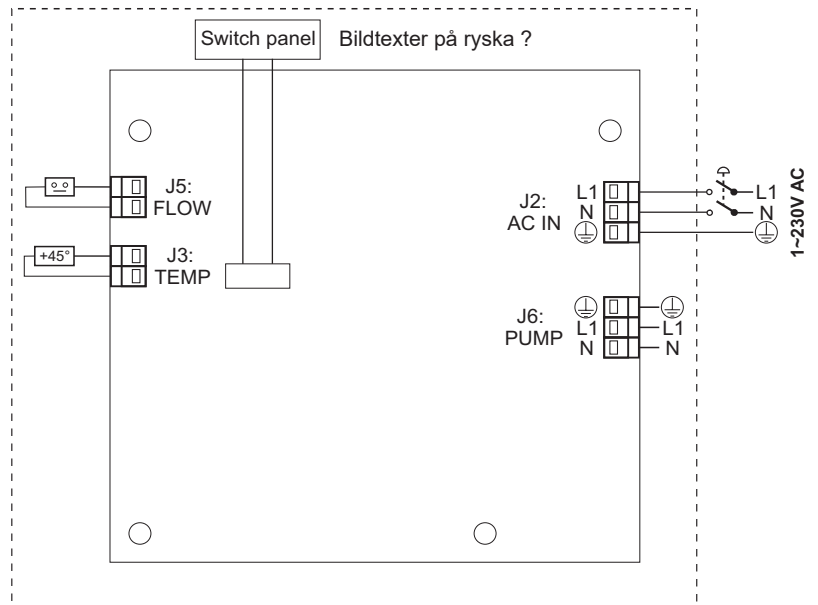 Switch panel
Bildtexter på ryska ?
J5:
FLOW
+45°
J3:
TEMP
J2:
AC IN
L1
N
L1
N
1~230V AC
J6:
PUMP
L1
N
L1
N